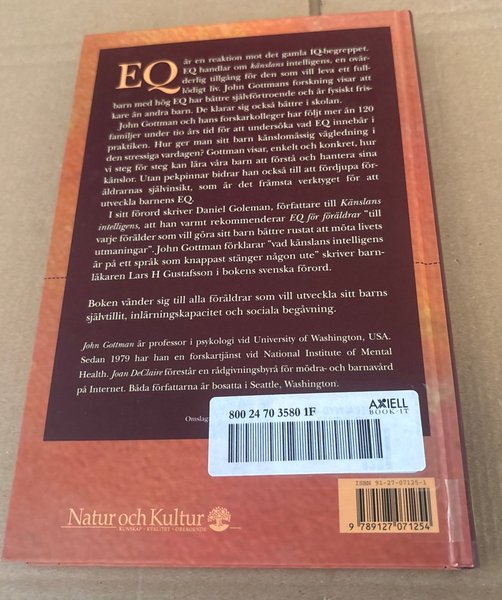 EQ är en reaktion mot det gamla IQ-begreppet.
EQ handlar om känslans intelligens, en ovär-
derlig tillgång för den som vill leva ett full-
lödigt liv. John Gottmans forskning visar att
barn med hög EQ har bättre självförtroende och är fysiskt fris-
kare än andra barn. De klarar sig också bättre i skolan.
John Gottman och hans forskarkolleger har följt mer än 120
familjer under tio års tid för att undersöka vad EQ innebär i
praktiken. Hur ger man sitt barn känslomässig vägledning i
den stressiga vardagen? Gottman visar, enkelt och konkret, hur
vi steg för steg kan lära våra barn att förstå och hantera sina
känslor. Utan pekpinnar bidrar han också till att fördjupa för-
äldrarnas självinsikt, som är det främsta verktyget för att
utveckla barnens EQ.
I sitt förord skriver Daniel Goleman, författare till Känslans
intelligens, att han varmt rekommenderar EQ för föräldrar "till
varje förälder som vill göra sitt barn bättre rustat att möta livets
utmaningar". John Gottman förklarar "vad känslans intelligens
är på ett språk som knappast stänger någon ute" skriver barn-
läkaren Lars H Gustafsson i bokens svenska förord.
Boken vänder sig till alla föräldrar som vill utveckla sitt barns
självtillit, inlärningskapacitet och sociala begåvning.
John Gottman är professor i psykologi vid University of Washington, USA.
Sedan 1979 har han en forskartjänst vid National Institute of Mental
Health. Joan DeClaire förestår en rådgivningsbyrå för mödra- och barnavård
på Internet. Båda författarna är bosatta i Seattle, Washington.
Omslag
800 24 70 3580 1F
AXIELL
BOOK-IT
ISBN 91-27-07125-1
9 789127 071254
Natur och Kultur
KUNSKAP · KVALITET · OBEROENDE